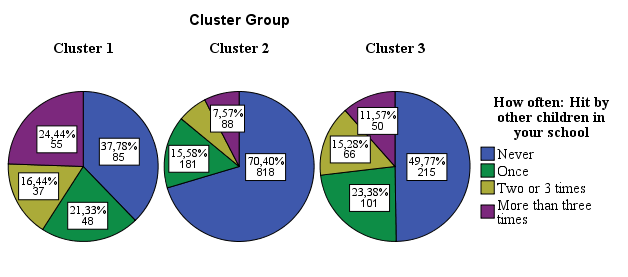 Cluster Group
Cluster 1
Cluster 2
Cluster 3
24,44%
55
37,78%
85
16,44%
37
21,33%
48
7,57%
88
15,58%
181
70,40%
818
11,57%
50
15,28%
66
49,77%
215
23,38%
101
How often: Hit by
other children in
your school
Never
Once
Two or 3 times
More than three
times